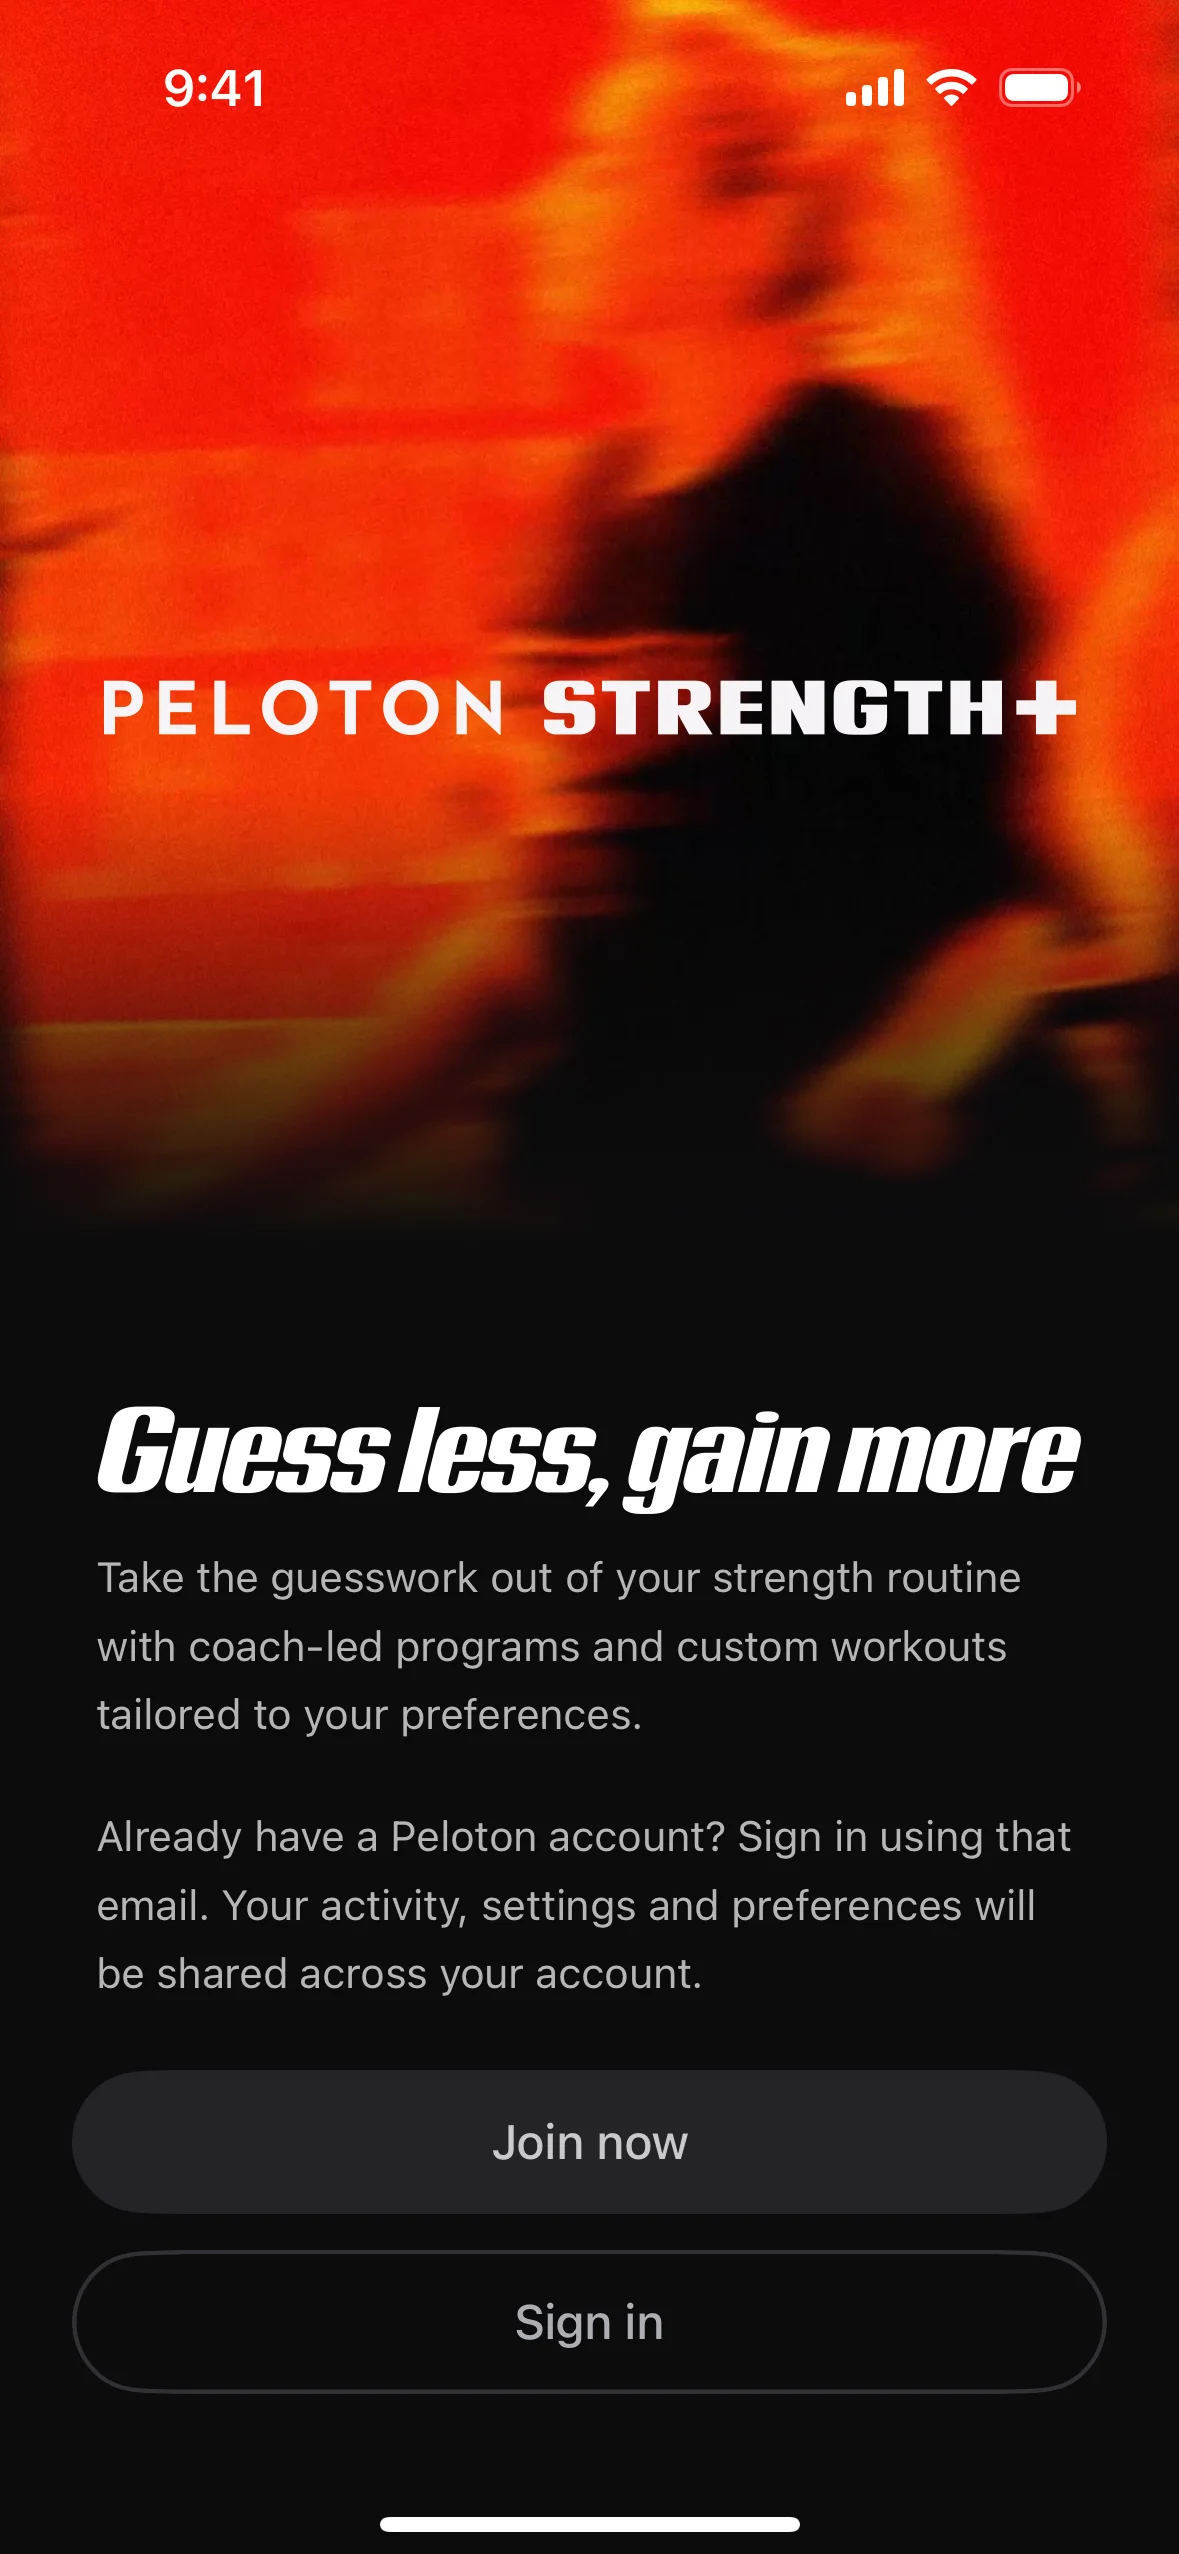 9:41
PELOTON STRENGTH+
Guess less, gain more
Take the guesswork out of your strength routine
with coach-led programs and custom workouts
tailored to your preferences.
Already have a Peloton account? Sign in using that
email. Your activity, settings and preferences will
be shared across your account.
Join now
Sign in